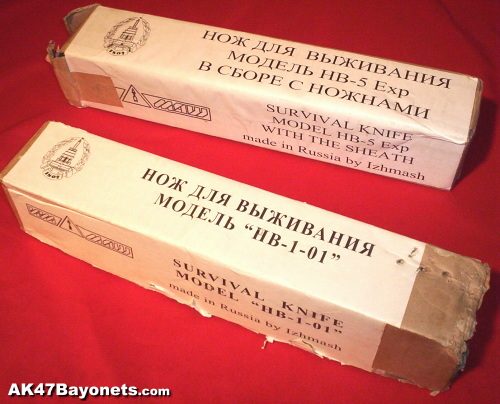 НОЖ ДЛЯ ВЫЖИВАНИЯ
МОДЕЛЬ НВ-5 Exp
В СБОРЕ С НОЖНАМИ
SURVIVAL KNIFE
MODEL HB-5 Exp
WITH THE SHEATH
made in Russia by Izhmash
НОЖ ДЛЯ ВЫЖИВАНИЯ
МОДЕЛЬ "НВ-1-01"
SURVIVAL KNIFE
MODEL "HB-1-01"
made in Russia by Izhmash
AK47Bayonets.com